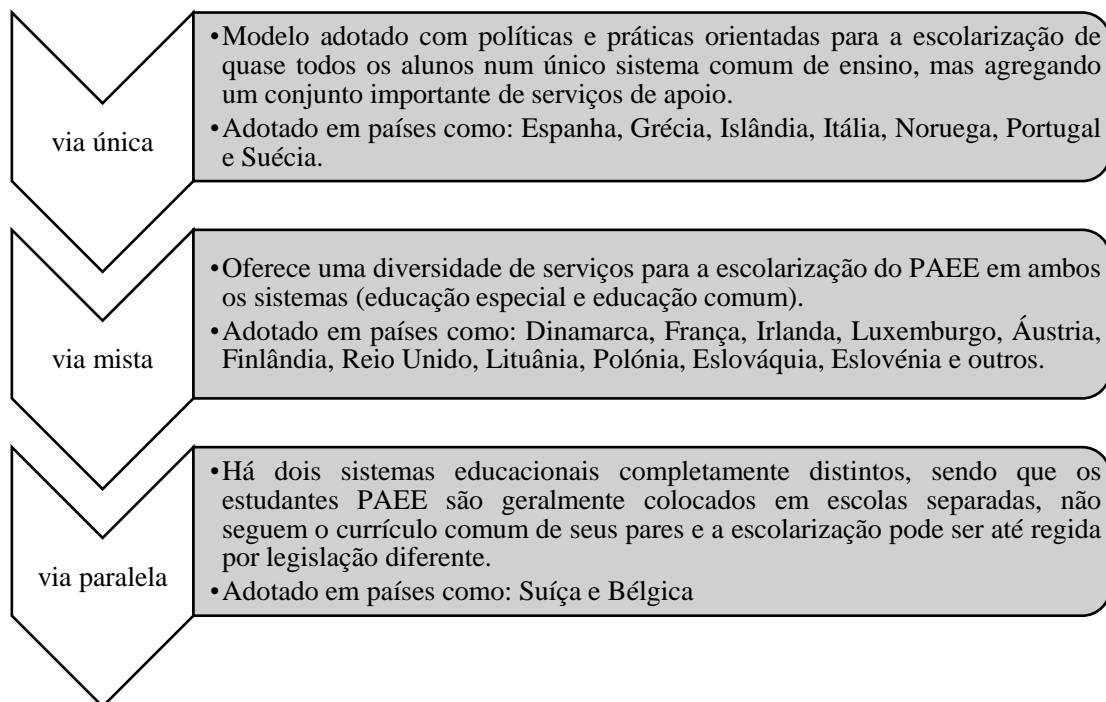 via única
•Modelo adotado com políticas e práticas orientadas para a escolarização de
quase todos os alunos num único sistema comum de ensino, mas agregando
um conjunto importante de serviços de apoio.
•Adotado em países como: Espanha, Grécia, Islândia, Itália, Noruega, Portugal
e Suécia.
via mista
•Oferece uma diversidade de serviços para a escolarização do PAEE em ambos
os sistemas (educação especial e educação comum).
•Adotado em países como: Dinamarca, França, Irlanda, Luxemburgo, Áustria,
Finlândia, Reio Unido, Lituânia, Polónia, Eslováquia, Eslovénia e outros.
via paralela
•Há dois sistemas educacionais completamente distintos, sendo que os
estudantes PAEE são geralmente colocados em escolas separadas, não
seguem o currículo comum de seus pares e a escolarização pode ser até regida
por legislação diferente.
•Adotado em países como: Suíça e Bélgica